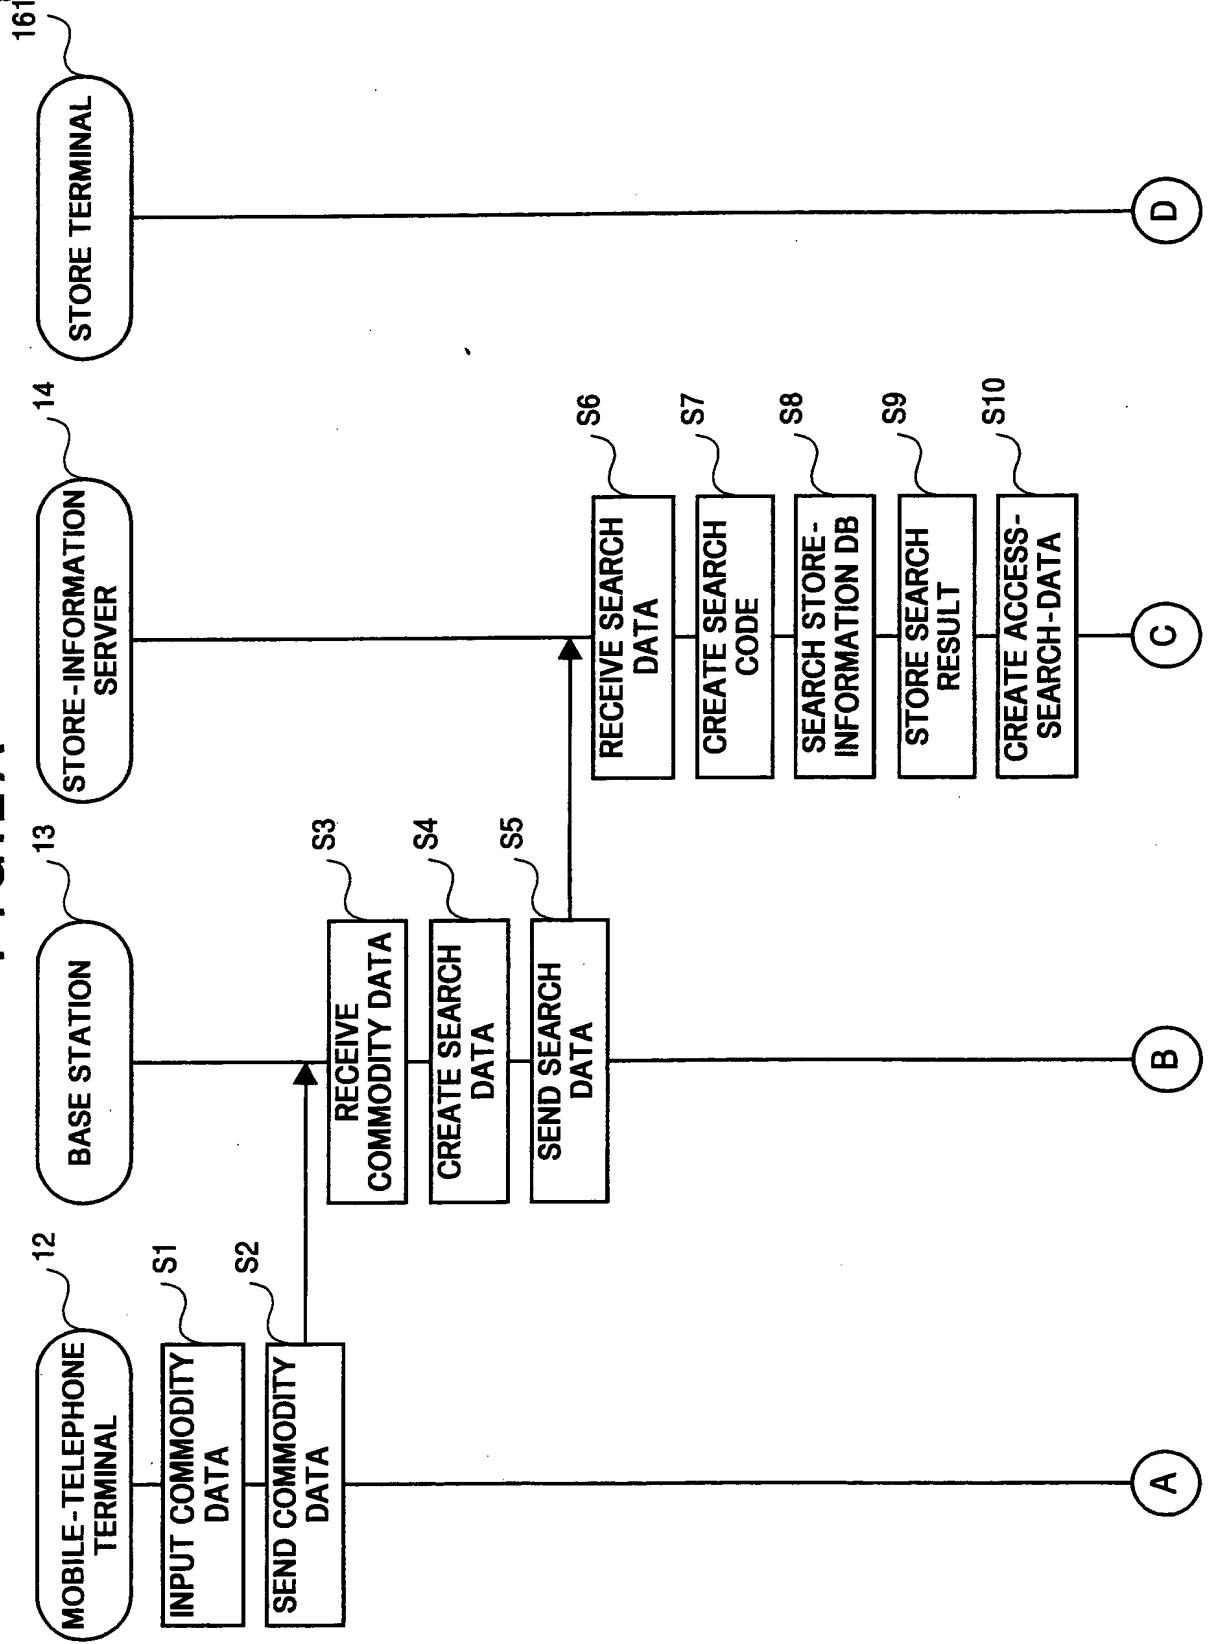 12
MOBILE-TELEPHONE
TERMINAL
S1
INPUT COMMODITY
DATA
S2
SEND COMMODITY
DATA
A
13
BASE STATION
S3
RECEIVE
COMMODITY DATA
S4
CREATE SEARCH
DATA
S5
SEND SEARCH
DATA
B
14
STORE-INFORMATION
SERVER
S6
RECEIVE SEARCH
DATA
S7
CREATE SEARCH
CODE
S8
SEARCH STORE-
INFORMATION DB
S9
STORE SEARCH
RESULT
S10
CREATE ACCESS-
SEARCH-DATA
C
161
STORE TERMINAL
D